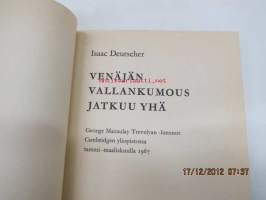 Isaac Deutscher
VENÄJÄN
VALLANKUMOUS
JATKUU YHÄ
George Macaulay Trevelyan -luennot
Cambridgen yliopistossa
tammi-maaliskuulla 1967
17/12/2012 07:37